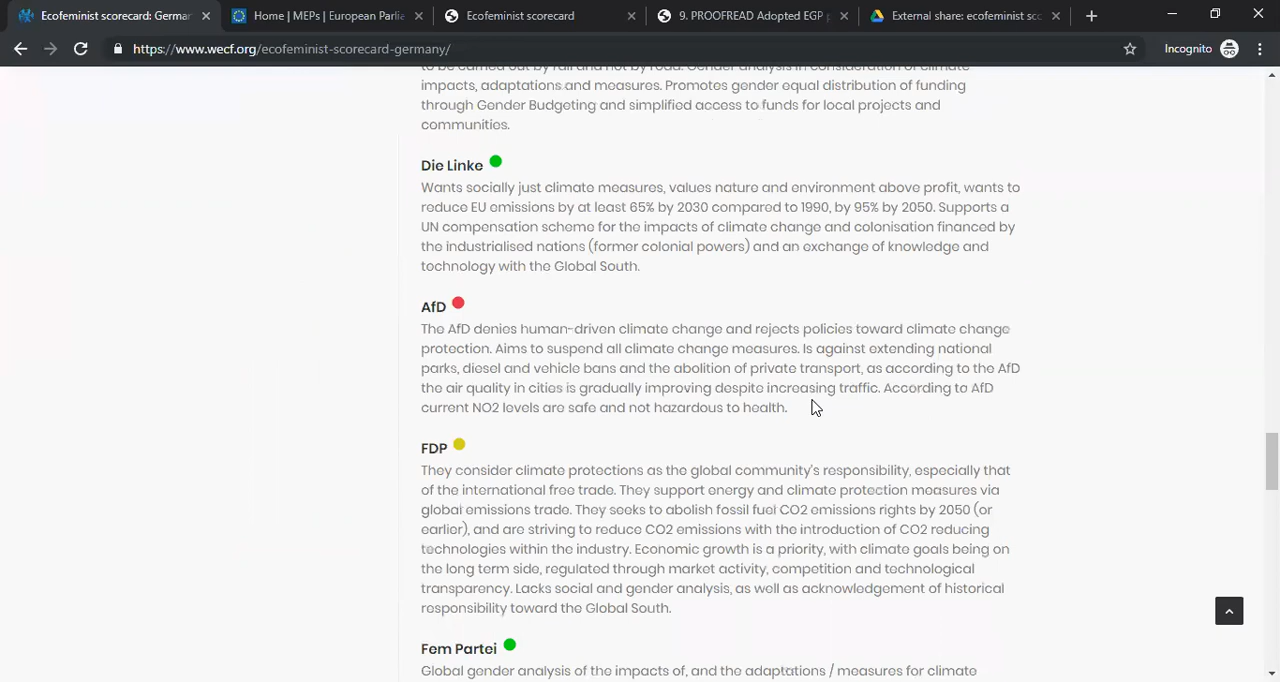 Ecofeminist scorecard: German
Home | MEPs | European Parlia
Ecofeminist scorecard
9. PROOFREAD Adopted EGP p
External share: ecofeminist sc
https://www.wecf.org/ecofeminist-scorecard-germany/
Incognito
to be carried out by rail and not by road. Gender analysis in consideration of climate
impacts, adaptations and measures. Promotes gender equal distribution of funding
through Gender Budgeting and simplified access to funds for local projects and
communities.
Die Linke
Wants socially just climate measures, values nature and environment above profit, wants to
reduce EU emissions by at least 65% by 2030 compared to 1990, by 95% by 2050. Supports a
UN compensation scheme for the impacts of climate change and colonisation financed by
the industrialised nations (former colonial powers) and an exchange of knowledge and
technology with the Global South.
AfD
The AfD denies human-driven climate change and rejects policies toward climate change
protection. Aims to suspend all climate change measures. Is against extending national
parks, diesel and vehicle bans and the abolition of private transport, as according to the AfD
the air quality in cities is gradually improving despite increasing traffic. According to AfD
current NO2 levels are safe and not hazardous to health.
FDP
They consider climate protections as the global community's responsibility, especially that
of the international free trade. They support energy and climate protection measures via
global emissions trade. They seeks to abolish fossil fuel CO2 emissions rights by 2050 (or
earlier), and are striving to reduce CO2 emissions with the introduction of CO2 reducing
technologies within the industry. Economic growth is a priority, with climate goals being on
the long term side, regulated through market activity, competition and technological
transparency. Lacks social and gender analysis, as well as acknowledgement of historical
responsibility toward the Global South.
Fem Partei
Global gender analysis of the impacts of, and the adaptations / measures for climate